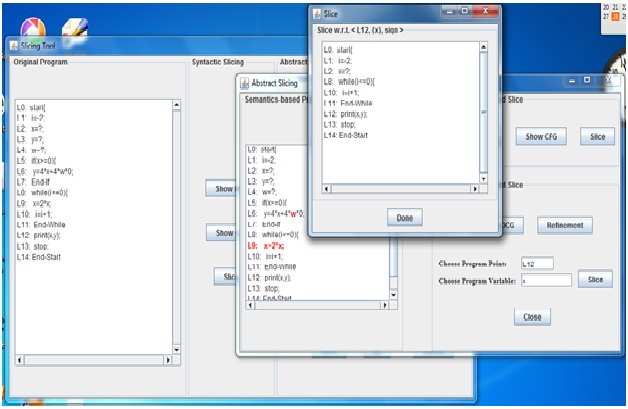 20 21 22
27 28 29
Slice
Slice w.r.t. < L12, (x), sign >
L0: start{
L1: i=-2;
L2: x=?;
L8: while(i<=0){
L10: i=i+1;
L11: End-While
L12: print(x,y);
L13: stop;
L14: End-Start
Done
Slicing Tool
Original Program
Syntactic Slicing
Abstract
L0: start{
L1: i=-2;
L2: x=?;
L3: y=?;
L4: w=?;
L5: if(x>=0){
L6: y=4*x+4*w*0;
L7: End-If
L8: while(i<=0){
L9: x=2*x;
L10: i=i+1;
L11: End-While
L12: print(x,y);
L13: stop;
L14: End-Start
Show
Show
Slic
Abstract Slicing
Semantics-based
L0: start{
L1: i=-2;
L2: x=?;
L3: y=?;
L4: w=?;
L5: if(x>=0){
L6: y=4*x+4*w*0;
L7: End-If
L8: while(i<=0){
L9: x=2*x;
L10: i=i+1;
L11: End-While
L12: print(x,y);
L13: stop;
L14: End-Start
d Slice
Show CFG
Slice
d Slice
Refinement
Choose Program Point:
L12
Choose Program Variable:
x
Slice
Close